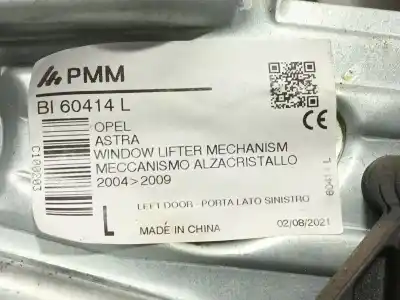 PMM
BI 60414 L
OPEL
ASTRA
WINDOW LIFTER MECHANISM
MECCANISMO ALZACRISTALLO
2004>2009
LEFT DOOR - PORTA LATO SINISTRO
L
MADE IN CHINA
02/08/2021
60414 L